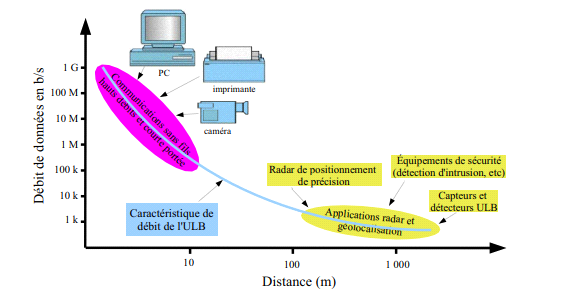 Débit de données en b/s
1 G
100 M
10 M
1 M
100 k
10 k
1 k
PC
imprimante
caméra
Communications sans fils
hauts débits et courte portée
Caractéristique de
débit de l'ULB
Radar de positionnement
de précision
Équipements de sécurité
(détection d'intrusion, etc)
Capteurs et
détecteurs ULB
Applications radar et
géolocalisation
10
100
1 000
Distance (m)